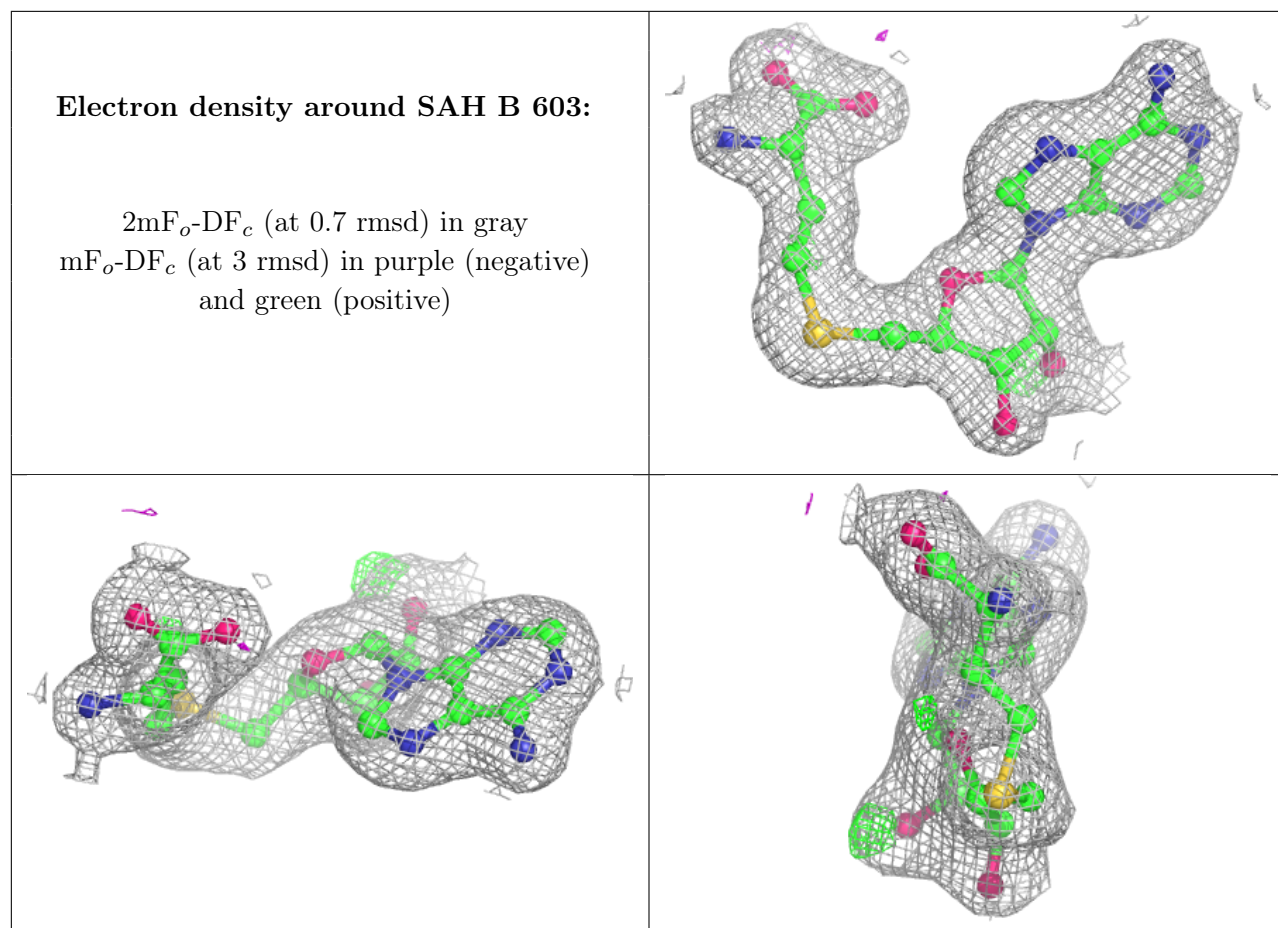 Electron density around SAH B 603:
2mFo-DFc (at 0.7 rmsd) in gray
mFo-DFc (at 3 rmsd) in purple (negative)
and green (positive)